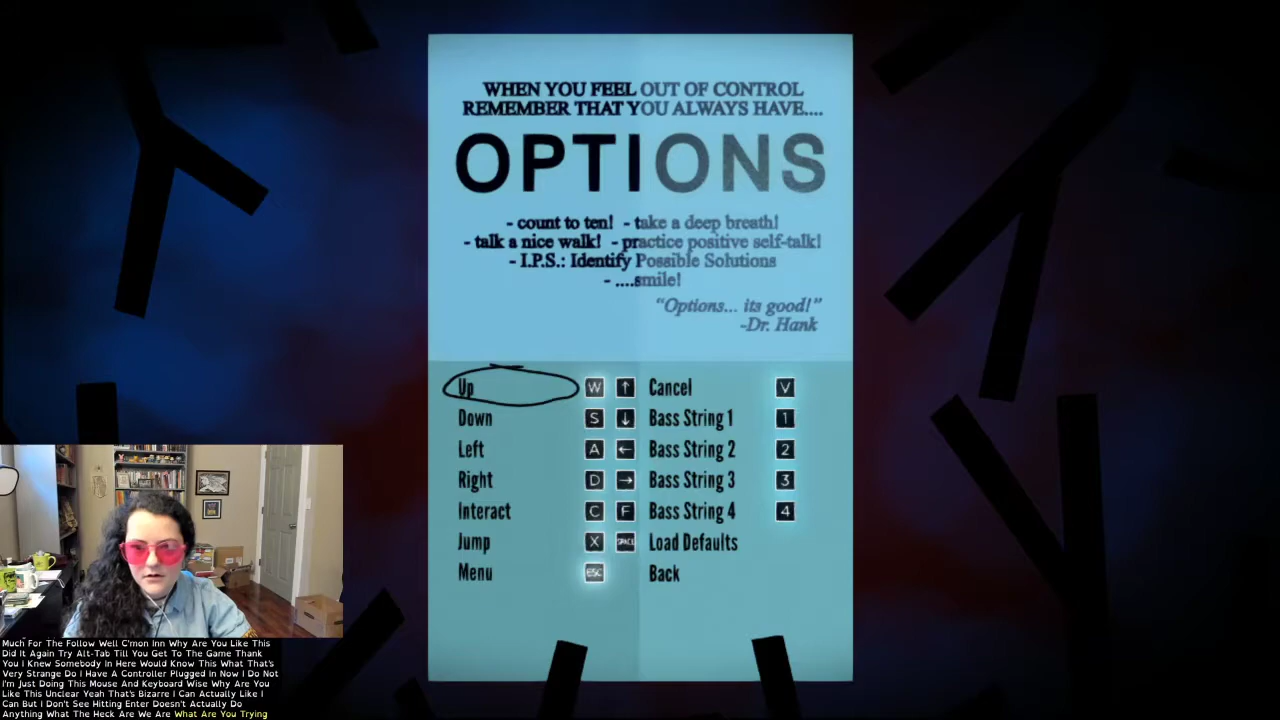 WHEN YOU FEEL OUT OF CONTROL
REMEMBER THAT YOU ALWAYS HAVE....
OPTIONS
- count to ten! - take a deep breath!
- talk a nice walk! - practice positive self-talk!
- I.P.S.: Identify Possible Solutions
- ....smile!
"Options... its good!"
-Dr. Hank
Up W ↑ Cancel V
Down S ↓ Bass String 1 1
Left A ← Bass String 2 2
Right D → Bass String 3 3
Interact C F Bass String 4 4
Jump X SPACE Load Defaults
Menu ESC Back
Much For The Follow Well C'mon Inn Why Are You Like This
Did It Again Try Alt-Tab Till You Get To The Game Thank
You I Knew Somebody In Here Would Know This What That's
Very Strange Do I Have A Controller Plugged In Now I Do Not
I'm Just Doing This Mouse And Keyboard Wise Why Are You
Like This Unclear Yeah That's Bizarre I Can Actually Like I
Can But I Don't See Hitting Enter Doesn't Actually Do
Anything What The Heck Are We Are What Are You Trying